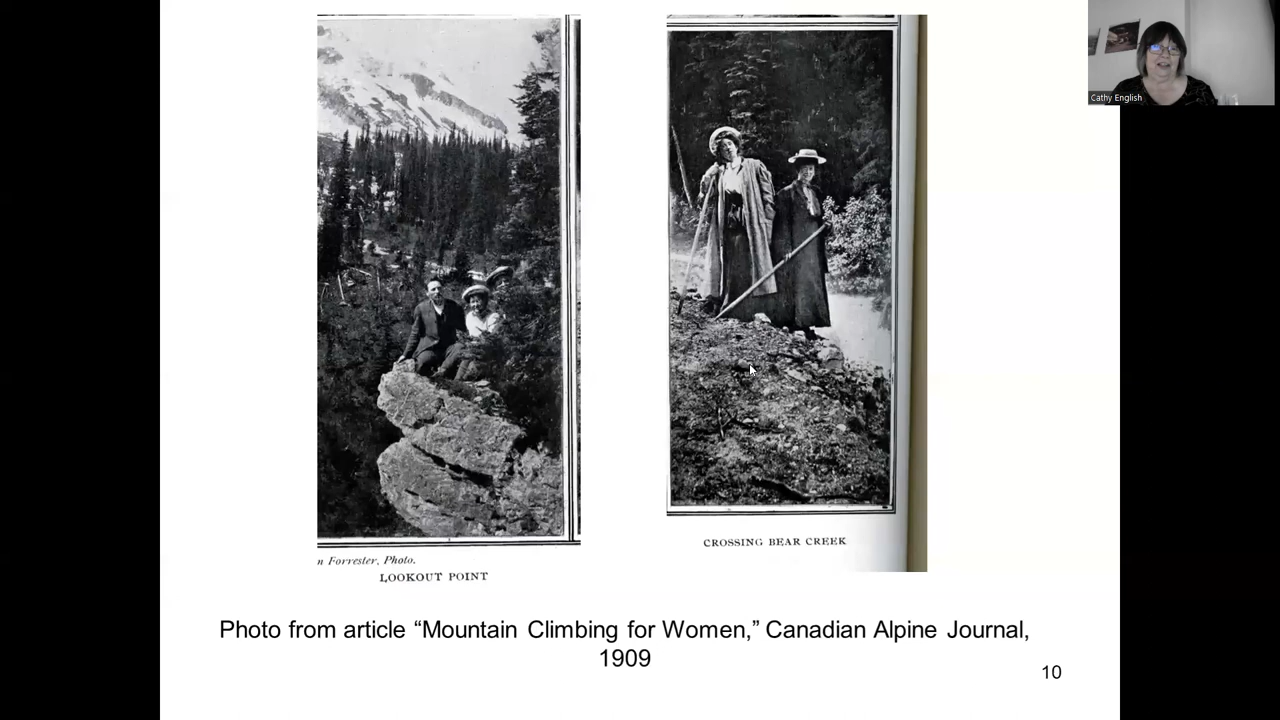 Cathy English
n Forrester, Photo.
LOOKOUT POINT
CROSSING BEAR CREEK
Photo from article “Mountain Climbing for Women,” Canadian Alpine Journal,
1909
10